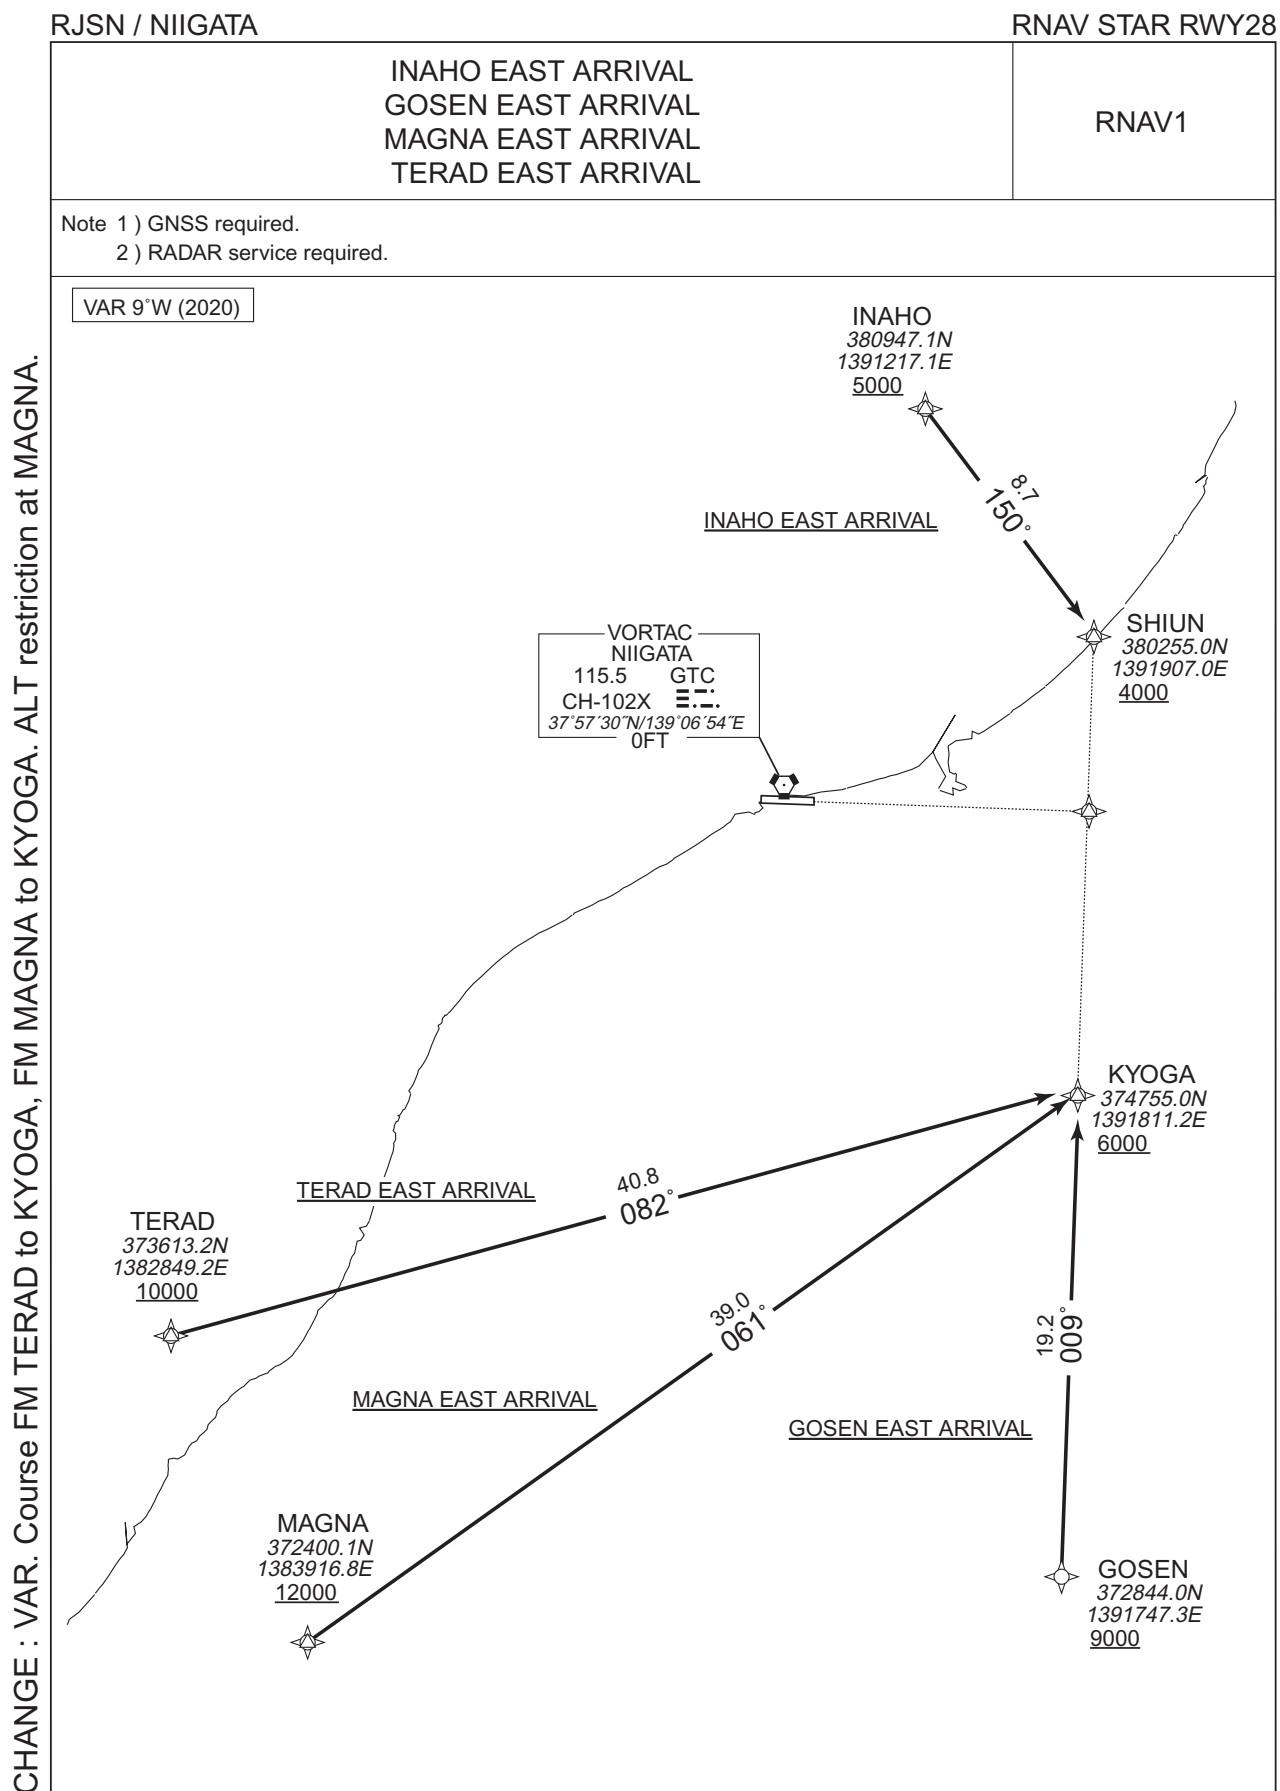 RJSN / NIIGATA
RNAV STAR RWY28
INAHO EAST ARRIVAL
GOSEN EAST ARRIVAL
MAGNA EAST ARRIVAL
TERAD EAST ARRIVAL
RNAV1
Note 1 ) GNSS required.
2 ) RADAR service required.
VAR 9˚W (2020)
INAHO
380947.1N
1391217.1E
5000
8.7
150˚
INAHO EAST ARRIVAL
SHIUN
380255.0N
1391907.0E
4000
VORTAC
NIIGATA
115.5 GTC
CH-102X
37˚57´30˝N/139˚06´54˝E
0FT
KYOGA
374755.0N
1391811.2E
6000
TERAD EAST ARRIVAL
40.8
082˚
TERAD
373613.2N
1382849.2E
10000
39.0
061˚
19.2
009˚
MAGNA EAST ARRIVAL
GOSEN EAST ARRIVAL
MAGNA
372400.1N
1383916.8E
12000
GOSEN
372844.0N
1391747.3E
9000
CHANGE : VAR. Course FM TERAD to KYOGA, FM MAGNA to KYOGA. ALT restriction at MAGNA.